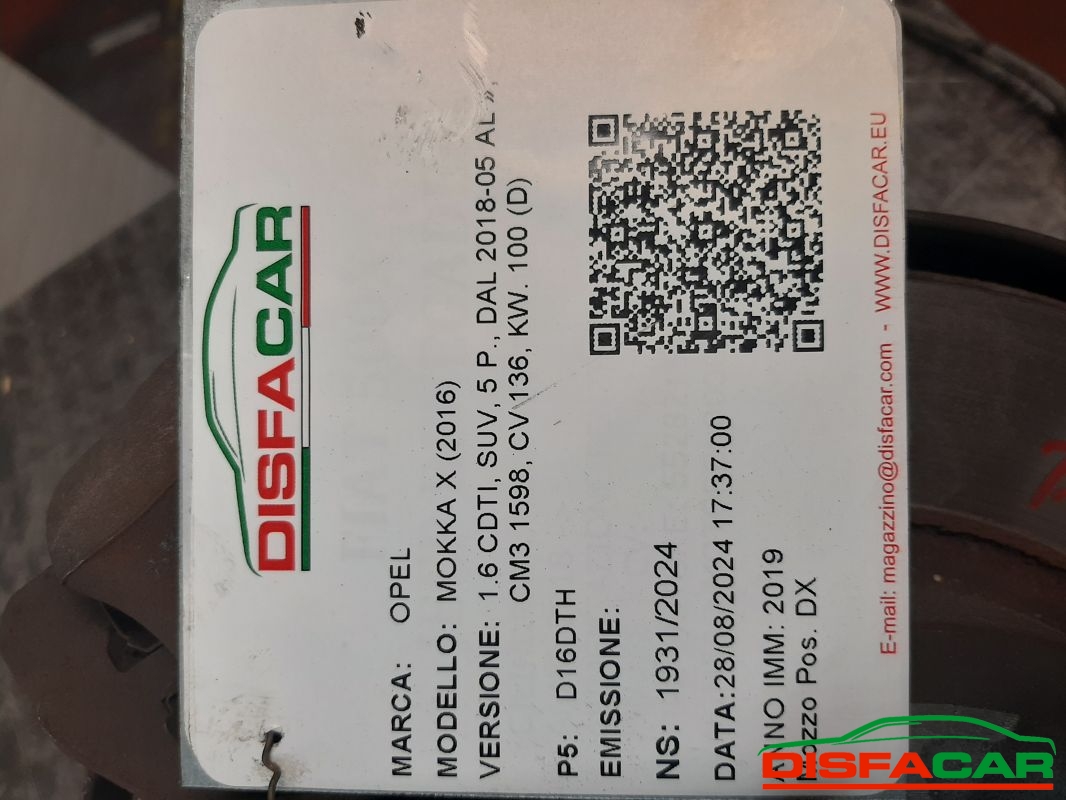 DISFACAR
MARCA: OPEL
MODELLO: MOKKA X (2016)
VERSIONE: 1.6 CDTI, SUV, 5 P., DAL 2018-05 AL »,
CM3 1598, CV 136, KW. 100 (D)
P5: D16DTH
EMISSIONE:
NS: 1931/2024
DATA:28/08/2024 17:37:00
ANNO IMM: 2019
Mozzo Pos. DX
E-mail: magazzino@disfacar.com - WWW.DISFACAR.EU
DISFACAR